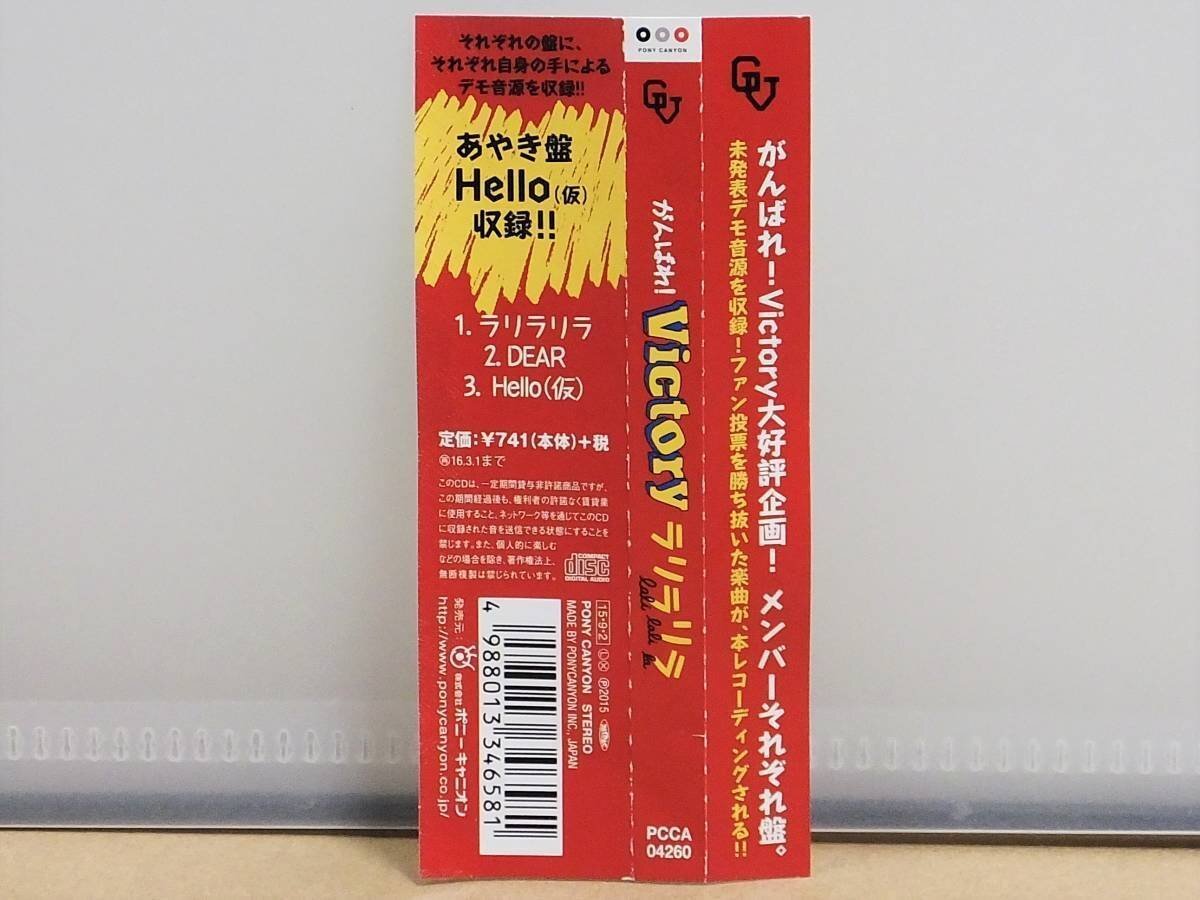 それぞれの盤に、
それぞれ自身の手による
デモ音源を収録!!
あやき盤
Hello(仮)
収録!!
1. ラリラリラ
2. DEAR
3. Hello(仮)
定価:¥741(本体)+税
再16.3.1まで
このCDは、一定期間貸与非許諾商品ですが、
この期間経過後も、権利者の許諾なく賃貸業
に使用すること、ネットワーク等を通じてこのCD
に収録された音を送信できる状態にすることを
禁じます。また、個人的に楽しむ
などの場合を除き、著作権法上、
無断複製は禁じられています。
COMPACT
disc
DIGITAL AUDIO
発売元:
株式会社 ポニーキャニオン
http://www.ponycanyon.co.jp/
4 988013 346581
15・9・2 Ⓛ Ⓧ Ⓟ2015
PONY CANYON STEREO
MADE BY PONYCANYON INC., JAPAN
PONY CANYON
GV
がんばれ!
Victory
ラリラリラ
lali lali la
PCCA
04260
GV
がんばれ!Victory大好評企画! メンバーそれぞれ盤。
未発表デモ音源を収録!ファン投票を勝ち抜いた楽曲が、本レコーディングされる!!